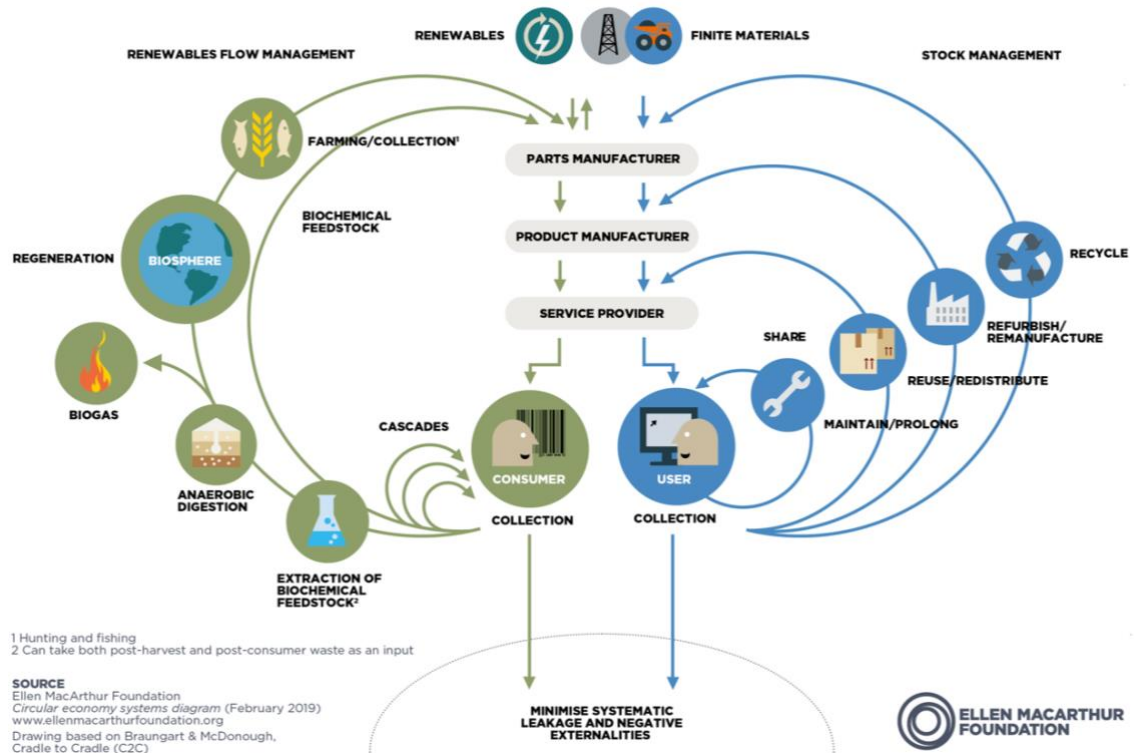 RENEWABLES
FINITE MATERIALS
RENEWABLES FLOW MANAGEMENT
STOCK MANAGEMENT
FARMING/COLLECTION¹
PARTS MANUFACTURER
BIOCHEMICAL
FEEDSTOCK
PRODUCT MANUFACTURER
REGENERATION
BIOSPHERE
RECYCLE
SERVICE PROVIDER
SHARE
REFURBISH/
REMANUFACTURE
REUSE/REDISTRIBUTE
BIOGAS
MAINTAIN/PROLONG
CASCADES
CONSUMER
USER
ANAEROBIC
DIGESTION
COLLECTION
COLLECTION
EXTRACTION OF
BIOCHEMICAL
FEEDSTOCK²
1 Hunting and fishing
2 Can take both post-harvest and post-consumer waste as an input
SOURCE
Ellen MacArthur Foundation
Circular economy systems diagram (February 2019)
www.ellenmacarthurfoundation.org
Drawing based on Braungart & McDonough,
Cradle to Cradle (C2C)
MINIMISE SYSTEMATIC
LEAKAGE AND NEGATIVE
EXTERNALITIES
ELLEN MACARTHUR
FOUNDATION